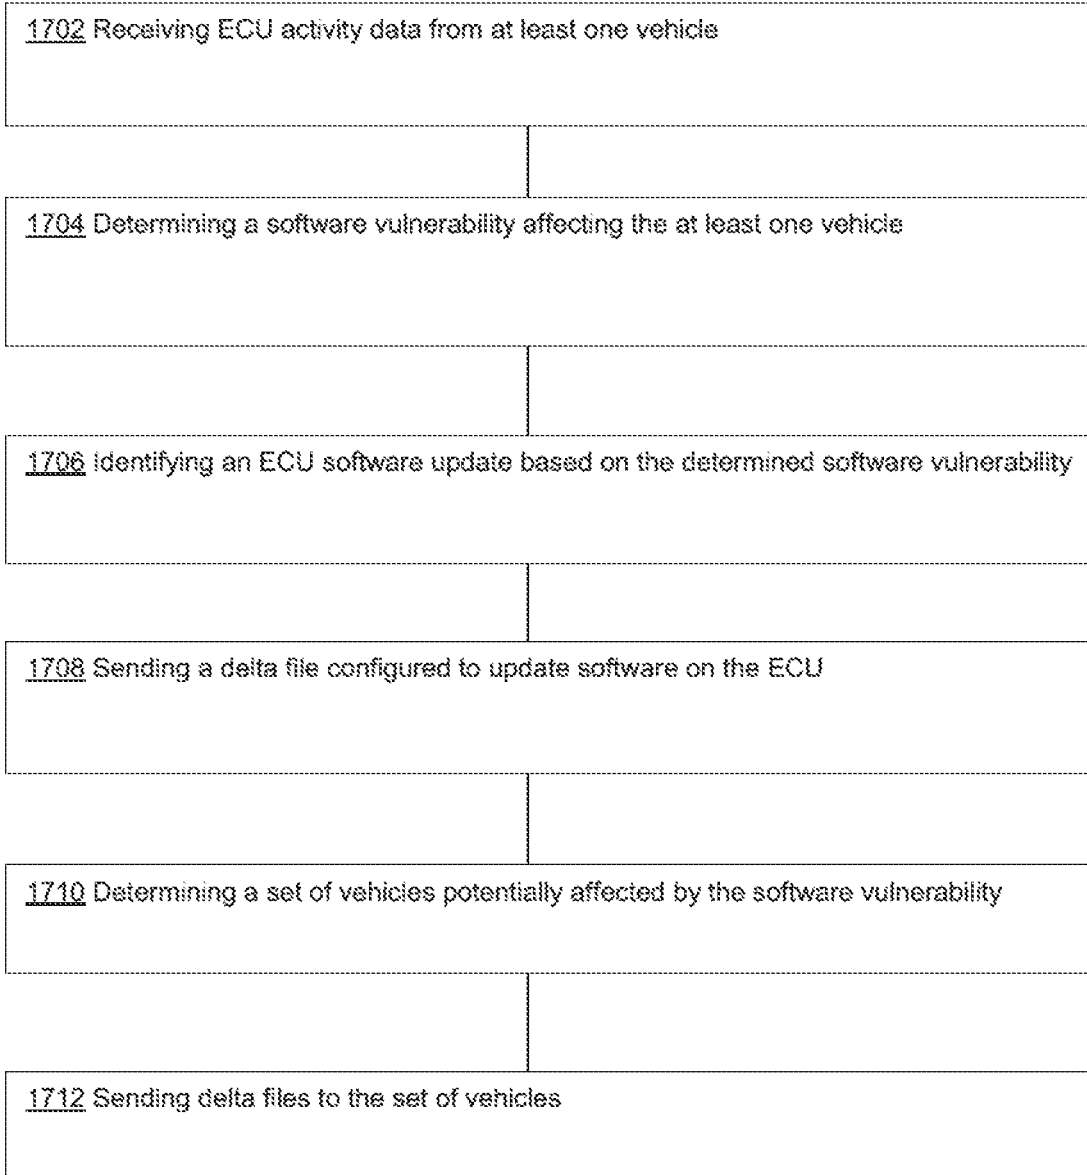 1702 Receiving ECU activity data from at least one vehicle
1704 Determining a software vulnerability affecting the at least one vehicle
1706 Identifying an ECU software update based on the determined software vulnerability
1708 Sending a delta file configured to update software on the ECU
1710 Determining a set of vehicles potentially affected by the software vulnerability
1712 Sending delta files to the set of vehicles